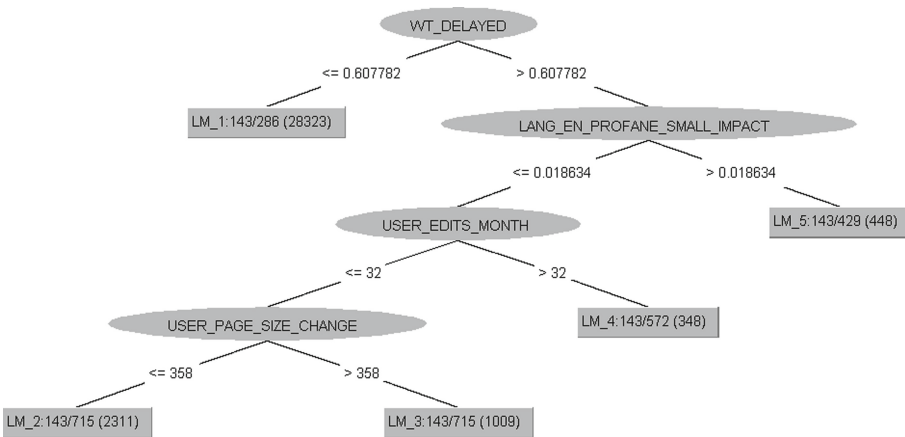 WT_DELAYED
<= 0.607782
> 0.607782
LM_1:143/286 (28323)
LANG_EN_PROFANE_SMALL_IMPACT
<= 0.018634
> 0.018634
USER_EDITS_MONTH
LM_5:143/429 (448)
<= 32
> 32
USER_PAGE_SIZE_CHANGE
LM_4:143/572 (348)
<= 358
> 358
LM_2:143/715 (2311)
LM_3:143/715 (1009)